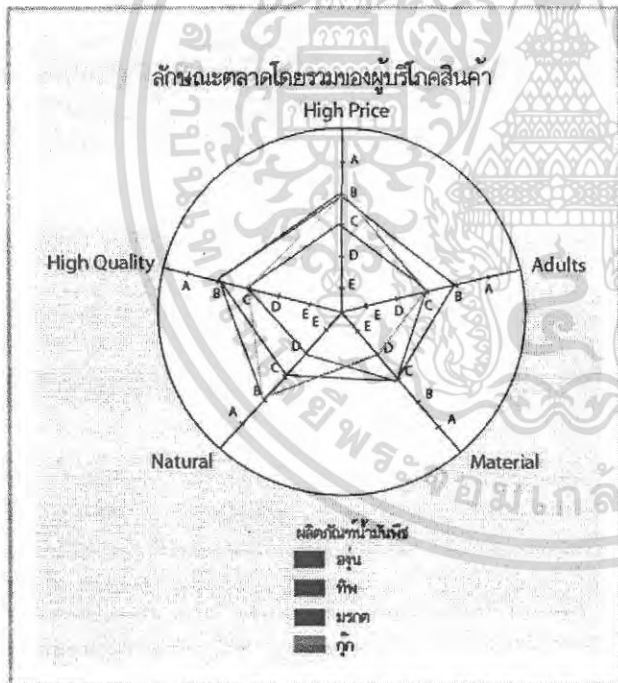 ลักษณะตลาดโดยรวมของผู้บริโภคสินค้า
High Price
A
B
C
D
E
High Quality
A
B
C
D
E
Adults
E
D
C
B
A
Natural
E
D
C
B
A
Material
E
D
C
B
A
ผลิตภัณฑ์น้ำมันพืช
องุ่น
ทิพ
มรกต
กุ๊ก